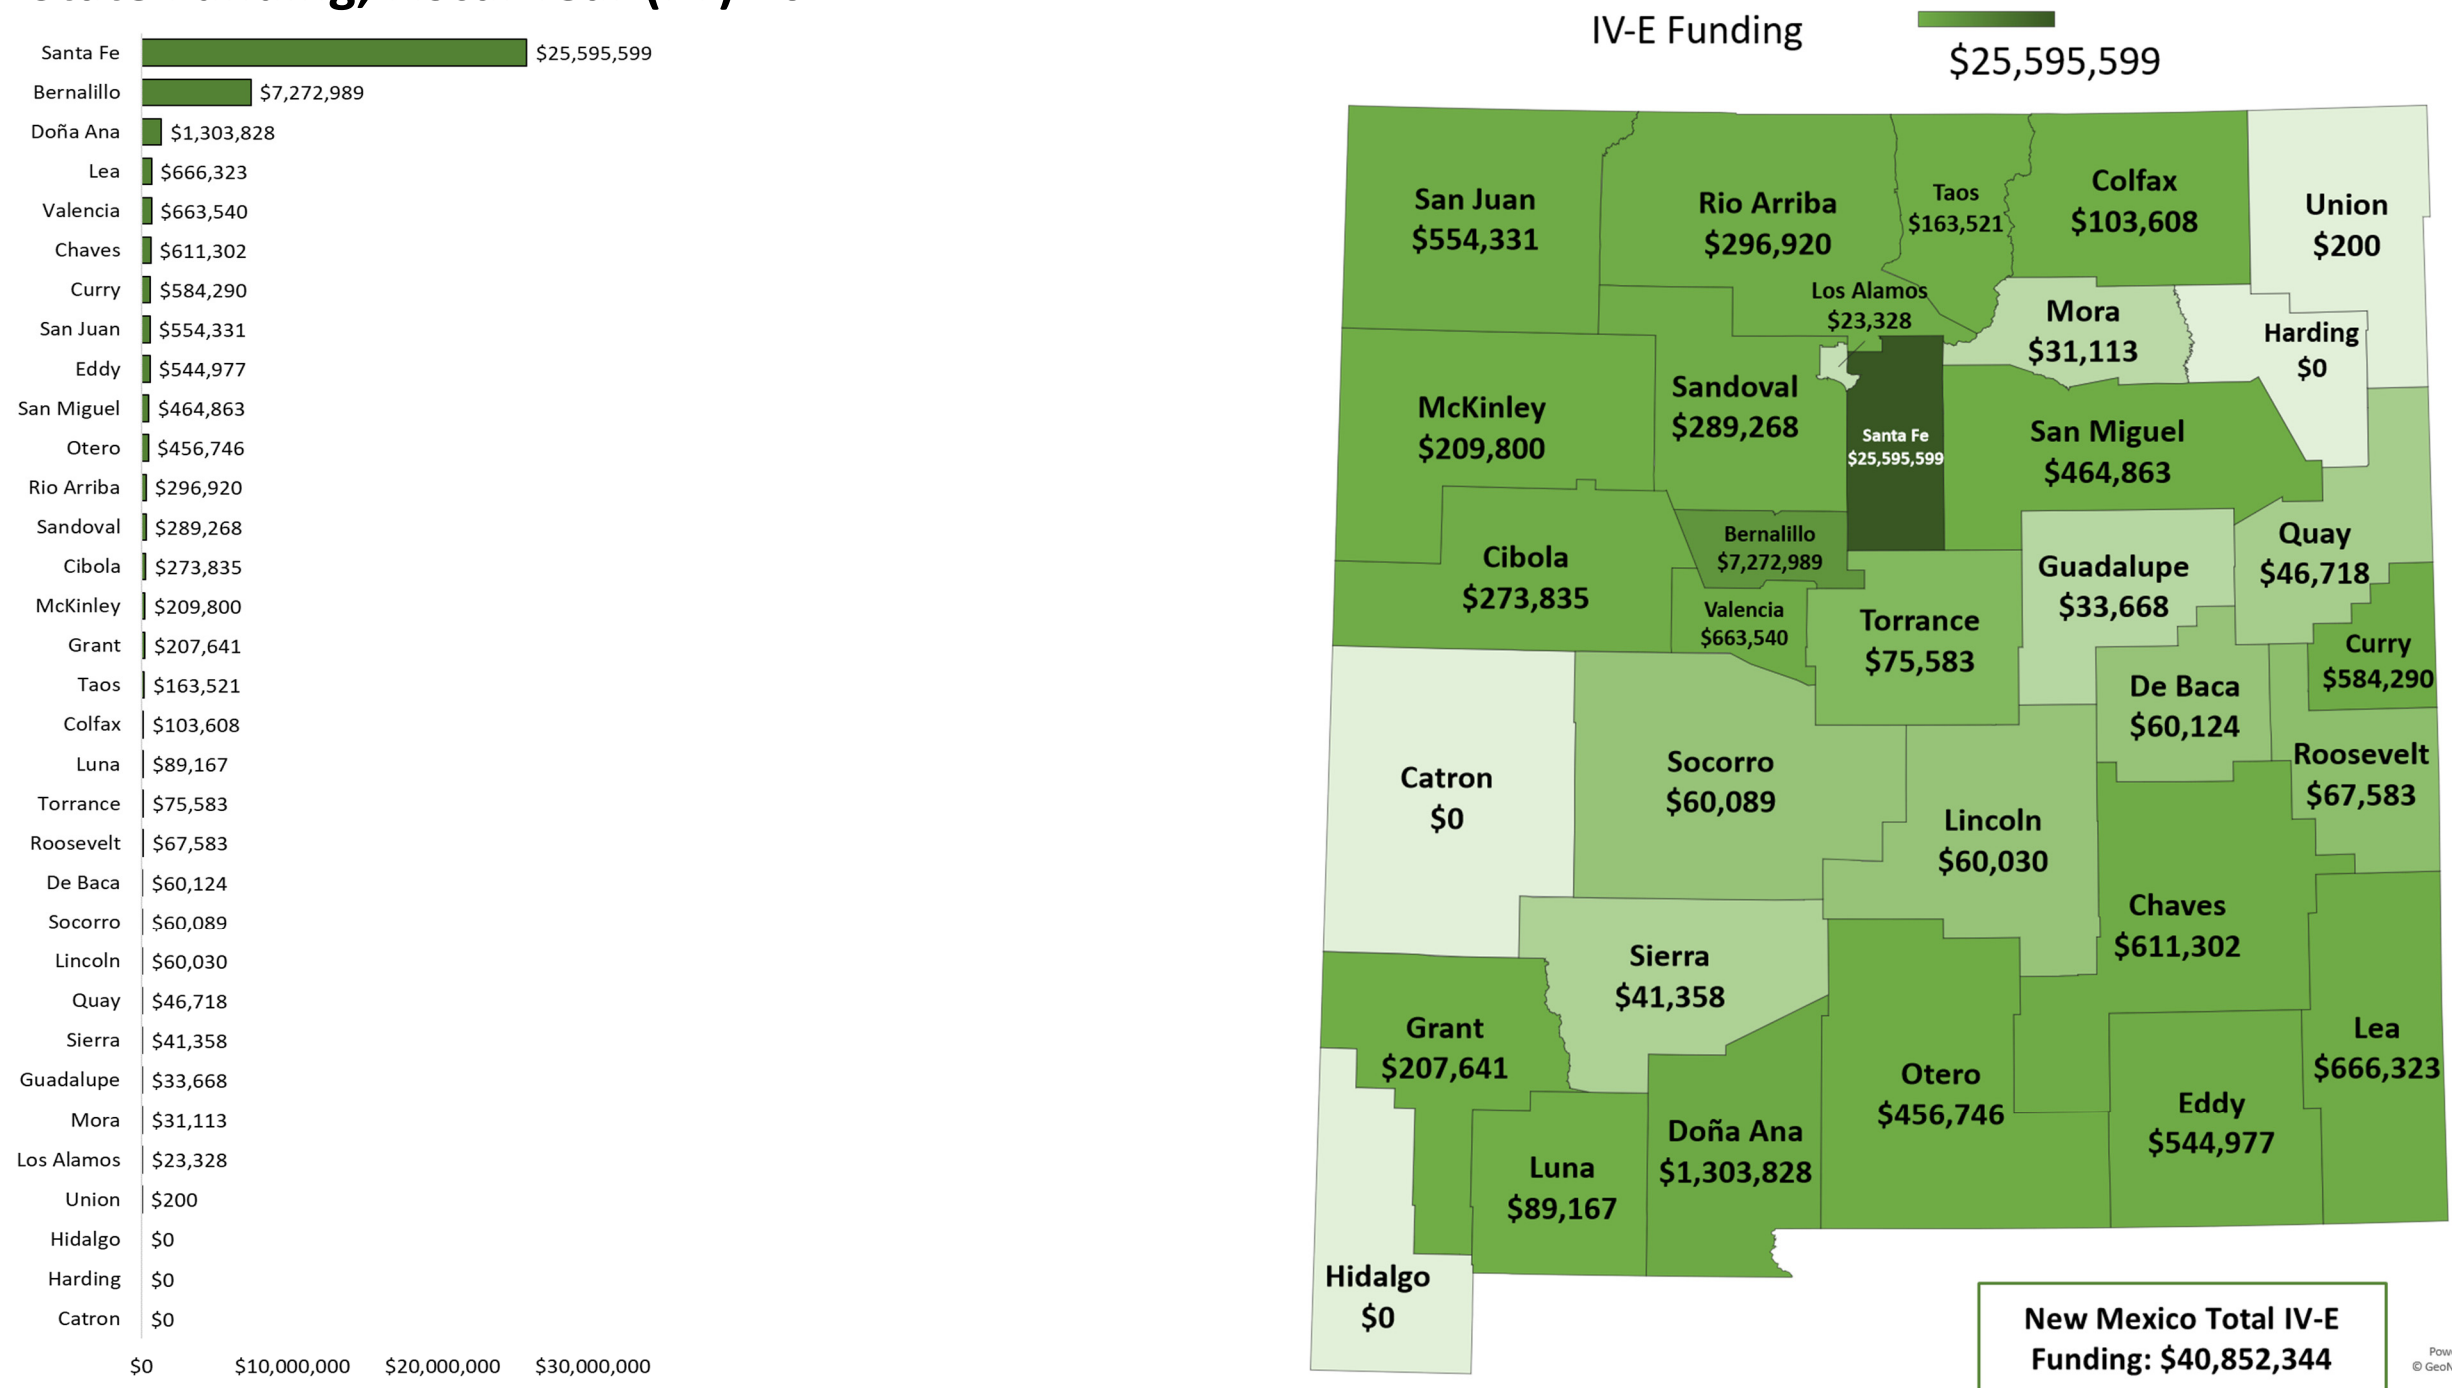 Santa Fe $25,595,599
Bernalillo $7,272,989
Doña Ana $1,303,828
Lea $666,323
Valencia $663,540
Chaves $611,302
Curry $584,290
San Juan $554,331
Eddy $544,977
San Miguel $464,863
Otero $456,746
Rio Arriba $296,920
Sandoval $289,268
Cibola $273,835
McKinley $209,800
Grant $207,641
Taos $163,521
Colfax $103,608
Luna $89,167
Torrance $75,583
Roosevelt $67,583
De Baca $60,124
Socorro $60,089
Lincoln $60,030
Quay $46,718
Sierra $41,358
Guadalupe $33,668
Mora $31,113
Los Alamos $23,328
Union $200
Hidalgo $0
Harding $0
Catron $0
$0 $10,000,000 $20,000,000 $30,000,000
IV-E Funding
$25,595,599
San Juan
$554,331
Rio Arriba
$296,920
Taos
$163,521
Colfax
$103,608
Union
$200
Los Alamos
$23,328
Mora
$31,113
Harding
$0
McKinley
$209,800
Sandoval
$289,268
Santa Fe
$25,595,599
San Miguel
$464,863
Cibola
$273,835
Bernalillo
$7,272,989
Valencia
$663,540
Torrance
$75,583
Guadalupe
$33,668
Quay
$46,718
Curry
$584,290
De Baca
$60,124
Roosevelt
$67,583
Catron
$0
Socorro
$60,089
Lincoln
$60,030
Chaves
$611,302
Sierra
$41,358
Grant
$207,641
Otero
$456,746
Lea
$666,323
Eddy
$544,977
Doña Ana
$1,303,828
Luna
$89,167
Hidalgo
$0
New Mexico Total IV-E
Funding: $40,852,344